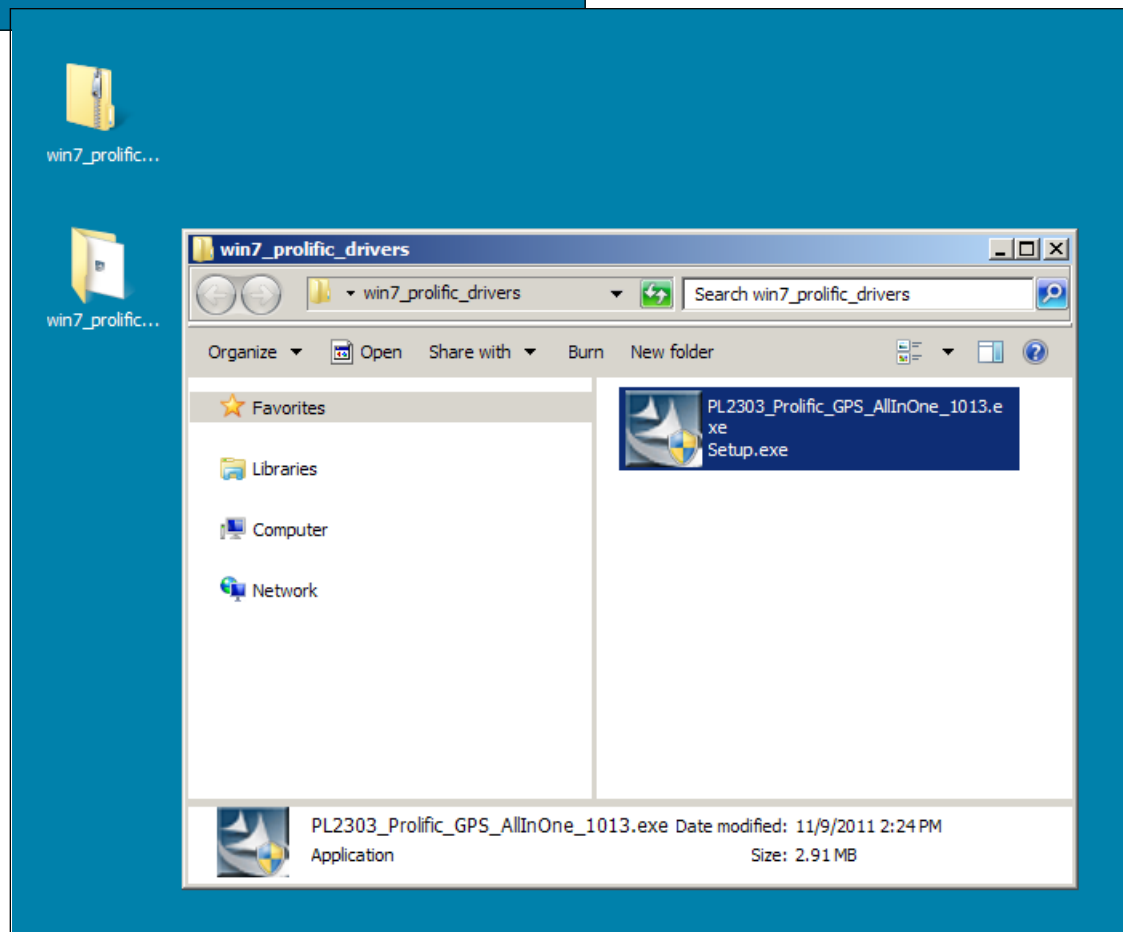 win7_prolific...
win7_prolific...
win7_prolific_drivers
win7_prolific_drivers
Search win7_prolific_drivers
Organize
Open
Share with
Burn
New folder
Favorites
Libraries
Computer
Network
PL2303_Prolific_GPS_AllInOne_1013.e
xe
Setup.exe
PL2303_Prolific_GPS_AllInOne_1013.exe Date modified: 11/9/2011 2:24 PM
Application Size: 2.91 MB